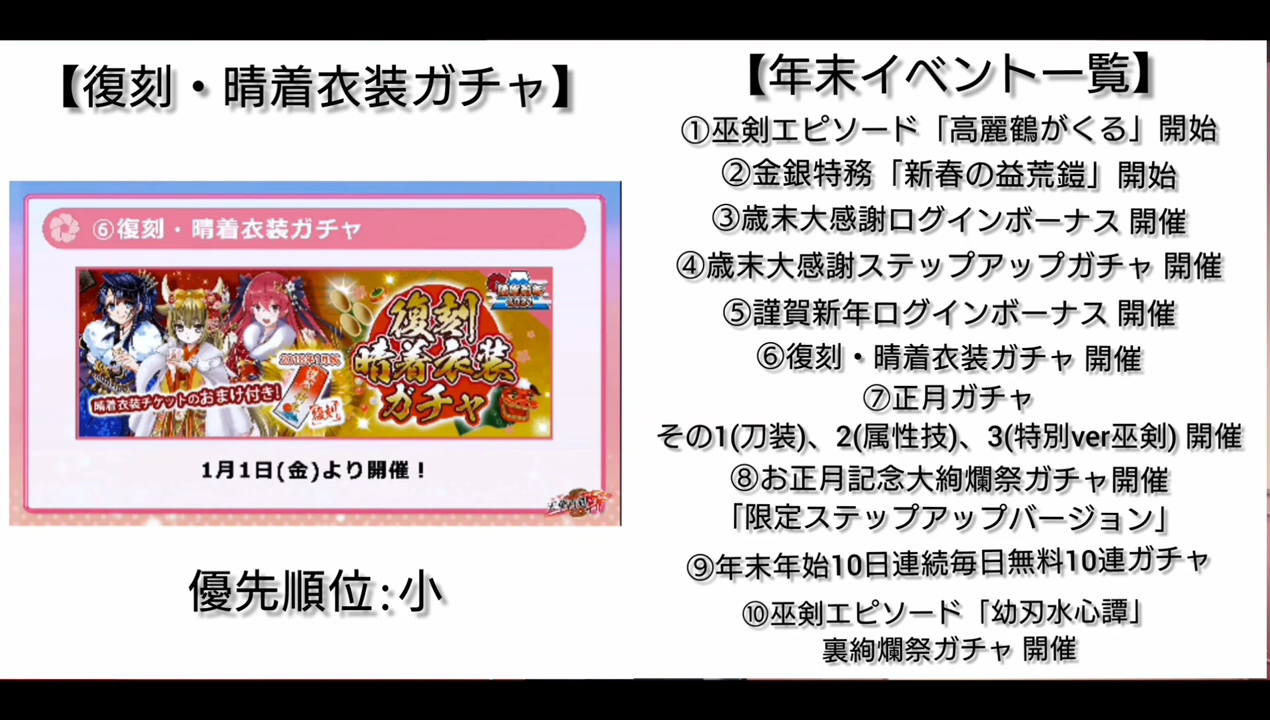 【復刻・晴着衣装ガチャ】
⑥復刻・晴着衣装ガチャ
復刻
晴着衣装
ガチャ
晴着衣装チケットのおまけ付き!
復刻
1月1日(金)より開催！
優先順位:小
【年末イベント一覧】
①巫剣エピソード「高麗鶴がくる」開始
②金銀特務「新春の益荒鎧」開始
③歳末大感謝ログインボーナス 開催
④歳末大感謝ステップアップガチャ 開催
⑤謹賀新年ログインボーナス 開催
⑥復刻・晴着衣装ガチャ 開催
⑦正月ガチャ
その1(刀装)、2(属性技)、3(特別ver巫剣) 開催
⑧お正月記念大絢爛祭ガチャ開催
「限定ステップアップバージョン」
⑨年末年始10日連続毎日無料10連ガチャ
⑩巫剣エピソード「幼刃水心譚」
裏絢爛祭ガチャ 開催